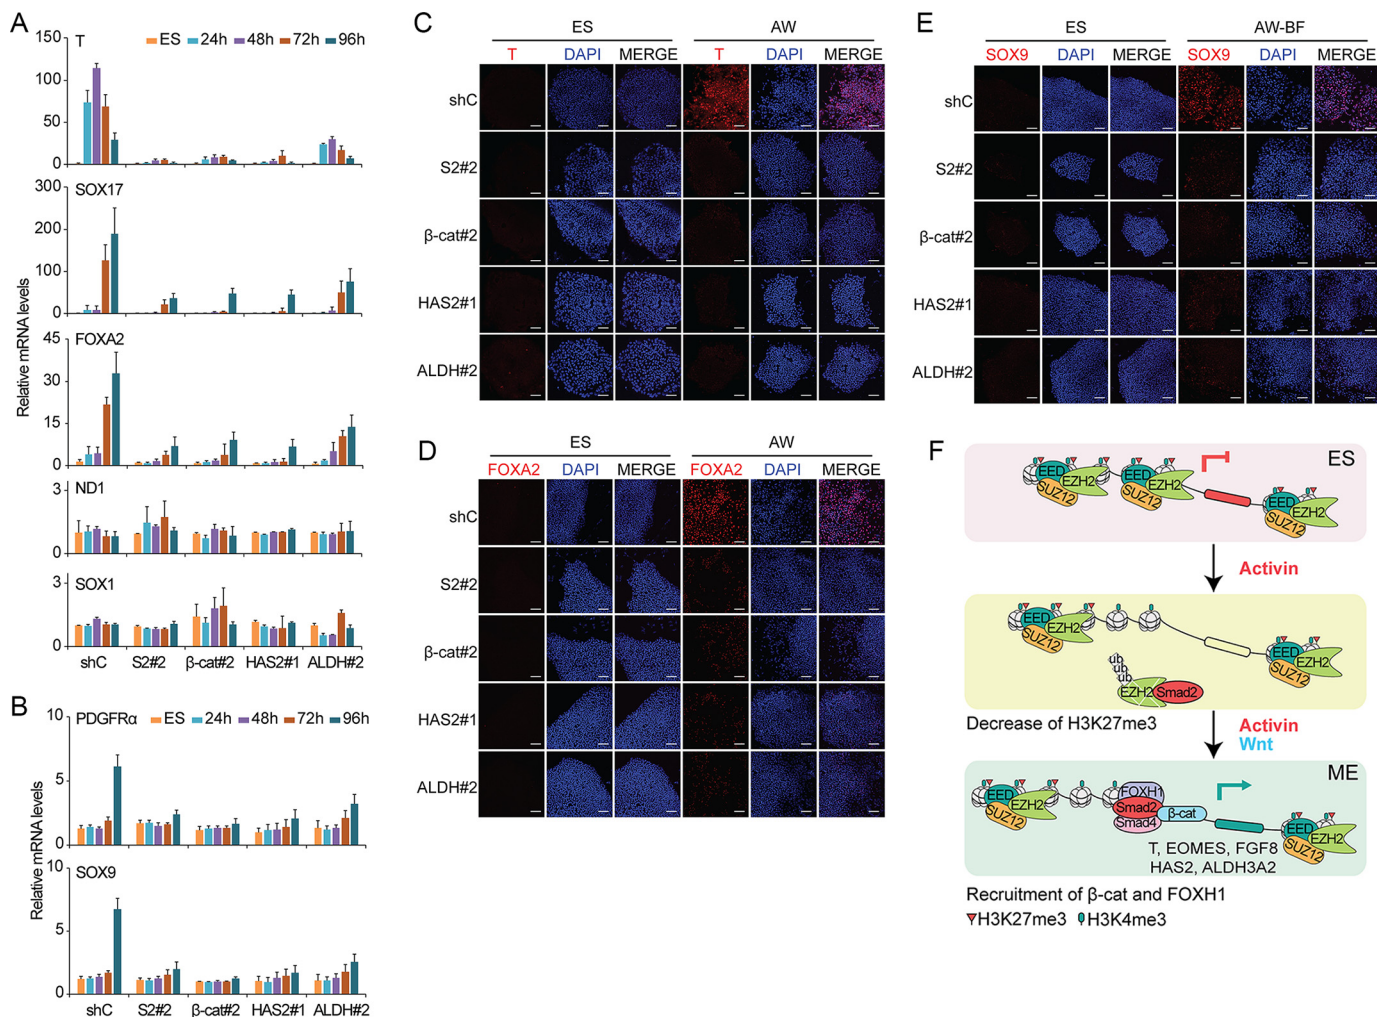 A
Relative mRNA levels
T
ES 24h 48h 72h 96h
150
100
50
0
SOX17
300
200
100
0
FOXA2
45
30
15
0
ND1
3
0
SOX1
3
0
shC S2#2 β-cat#2 HAS2#1 ALDH#2
B
Relative mRNA levels
PDGFRα
ES 24h 48h 72h 96h
10
5
0
SOX9
10
5
0
shC S2#2 β-cat#2 HAS2#1 ALDH#2
C
ES AW
T DAPI MERGE T DAPI MERGE
shC
S2#2
β-cat#2
HAS2#1
ALDH#2
D
ES AW
FOXA2 DAPI MERGE FOXA2 DAPI MERGE
shC
S2#2
β-cat#2
HAS2#1
ALDH#2
E
ES AW-BF
SOX9 DAPI MERGE SOX9 DAPI MERGE
shC
S2#2
β-cat#2
HAS2#1
ALDH#2
F
ES
EED EZH2 SUZ12
EED EZH2 SUZ12
EED EZH2 SUZ12
Activin
EED EZH2 SUZ12
EED EZH2 SUZ12
ub
ub
ub
EZH2 Smad2
Decrease of H3K27me3
Activin
Wnt
ME
EED EZH2 SUZ12
FOXH1
Smad2
Smad4
β-cat
EED EZH2 SUZ12
T, EOMES, FGF8
HAS2, ALDH3A2
Recruitment of β-cat and FOXH1
H3K27me3 H3K4me3